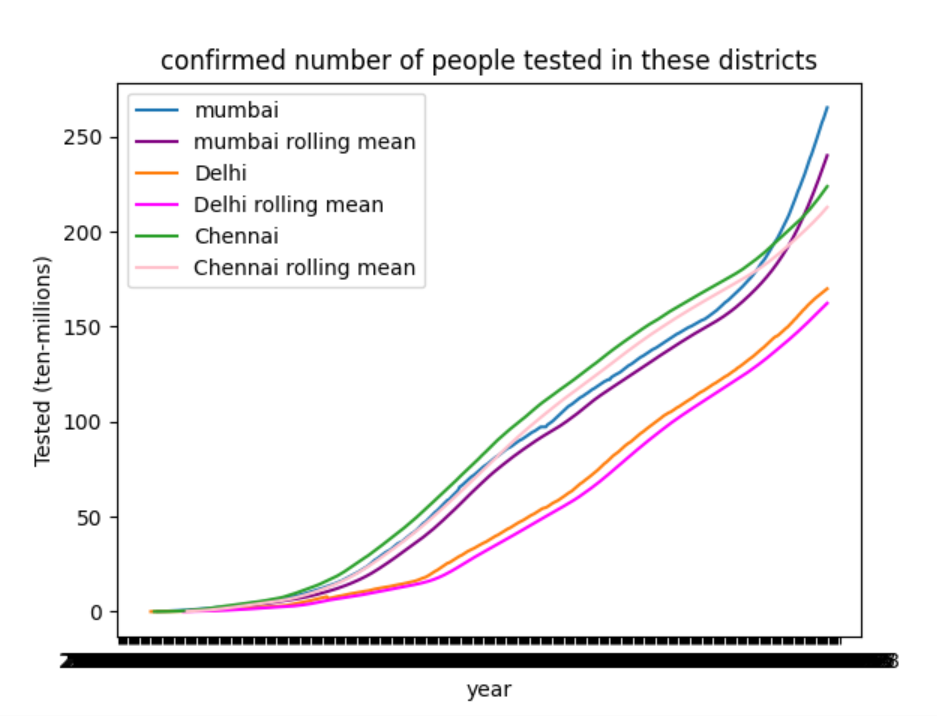 confirmed number of people tested in these districts
mumbai
mumbai rolling mean
Delhi
Delhi rolling mean
Chennai
Chennai rolling mean
Tested (ten-millions)
250
200
150
100
50
0
year